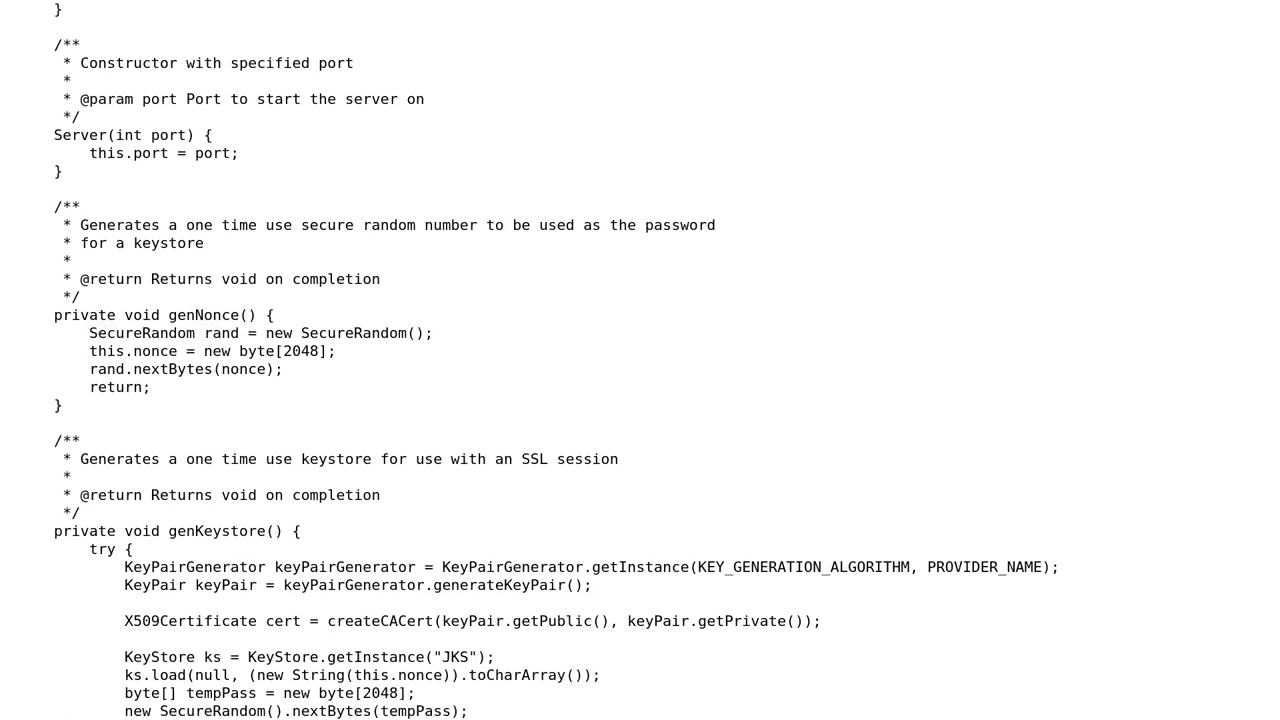 }

    /**
     * Constructor with specified port
     *
     * @param port Port to start the server on
     */
    Server(int port) {
        this.port = port;
    }

    /**
     * Generates a one time use secure random number to be used as the password
     * for a keystore
     *
     * @return Returns void on completion
     */
    private void genNonce() {
        SecureRandom rand = new SecureRandom();
        this.nonce = new byte[2048];
        rand.nextBytes(nonce);
        return;
    }

    /**
     * Generates a one time use keystore for use with an SSL session
     *
     * @return Returns void on completion
     */
    private void genKeystore() {
        try {
            KeyPairGenerator keyPairGenerator = KeyPairGenerator.getInstance(KEY_GENERATION_ALGORITHM, PROVIDER_NAME);
            KeyPair keyPair = keyPairGenerator.generateKeyPair();

            X509Certificate cert = createCACert(keyPair.getPublic(), keyPair.getPrivate());

            KeyStore ks = KeyStore.getInstance("JKS");
            ks.load(null, (new String(this.nonce)).toCharArray());
            byte[] tempPass = new byte[2048];
            new SecureRandom().nextBytes(tempPass);